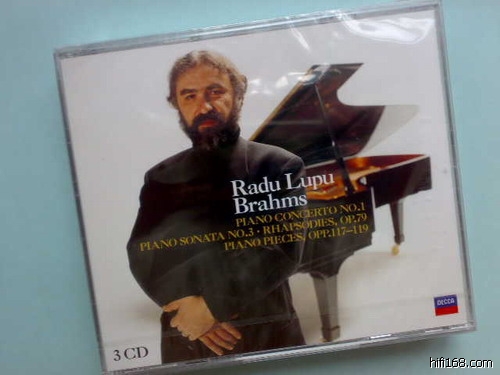 Radu Lupu
Brahms
PIANO CONCERTO NO.1
PIANO SONATA NO.3 · RHAPSODIES, OP.79
PIANO PIECES, OPP.117–119
DECCA
3 CD
hifi168.com